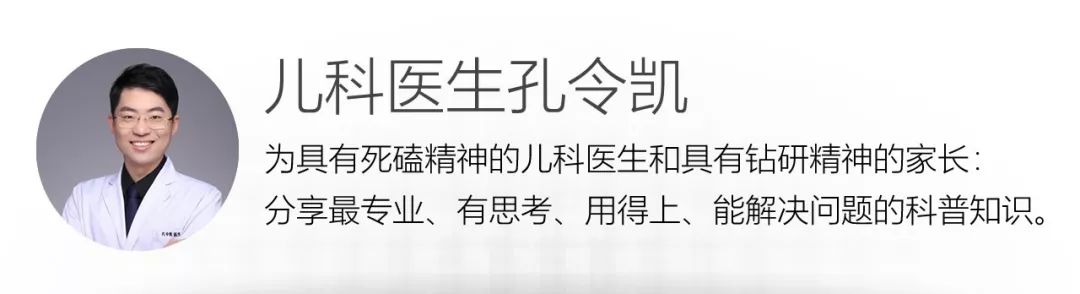 儿科医生孔令凯
为具有死磕精神的儿科医生和具有钻研精神的家长：
分享最专业、有思考、用得上、能解决问题的科普知识。